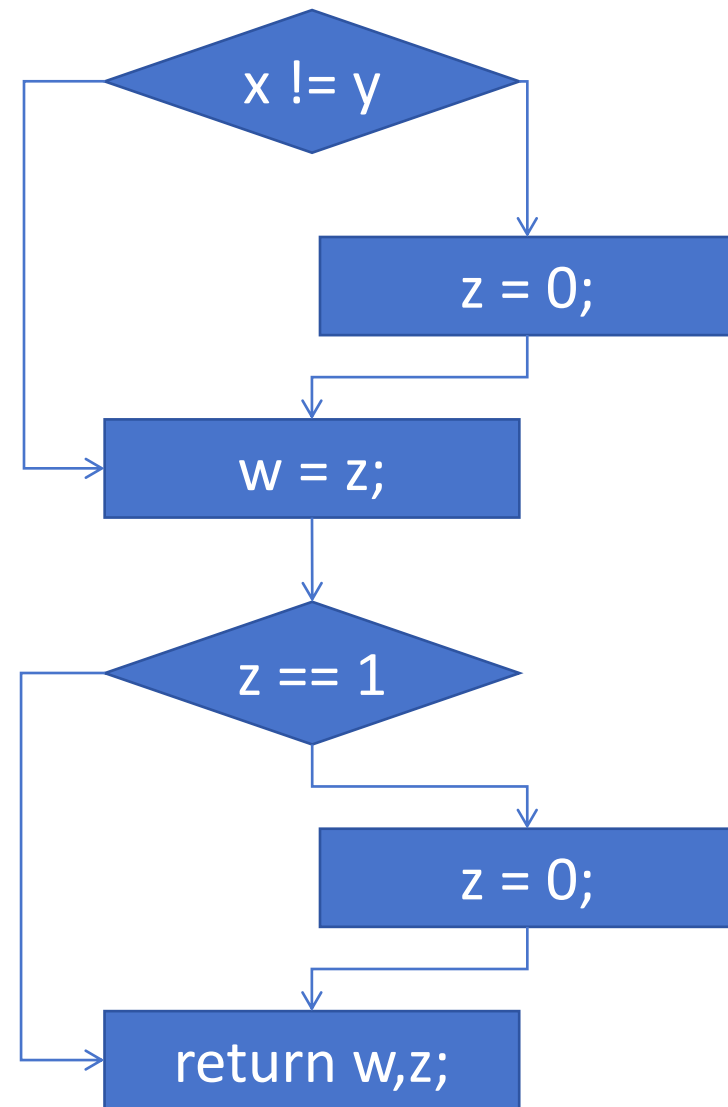 x != y
z = 0;
w = z;
z == 1
z = 0;
return w,z;